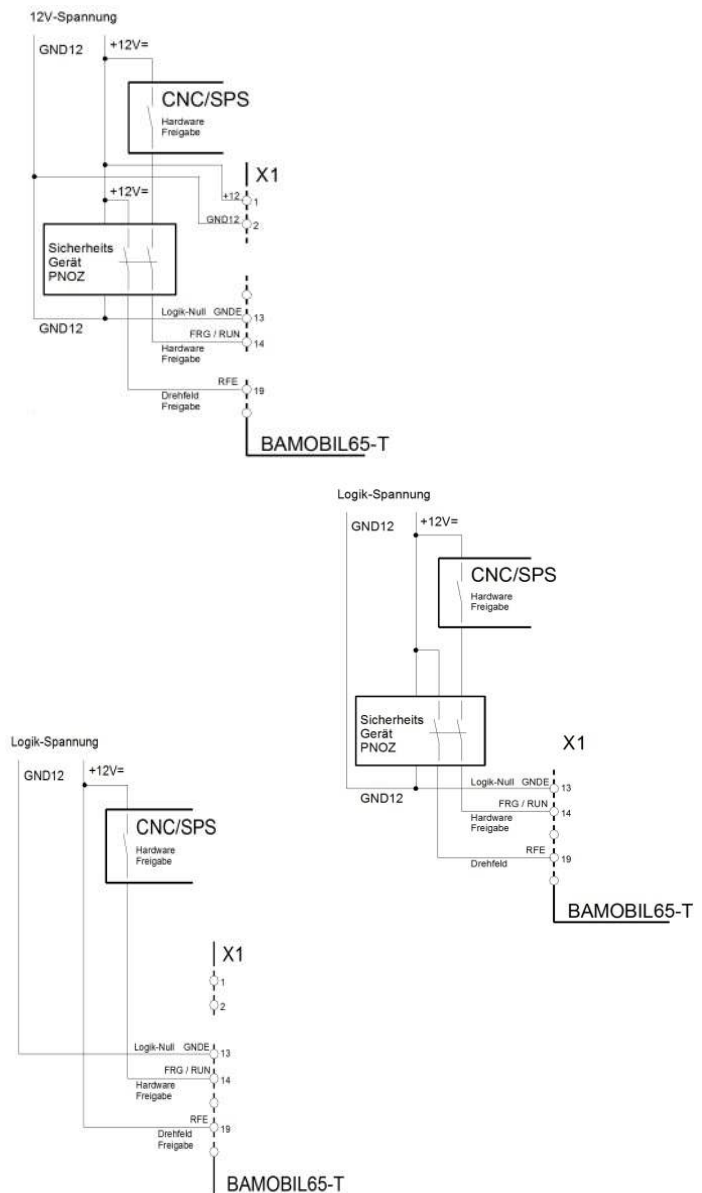 12V-Spannung
GND12
+12V=
CNC/SPS
Hardware
Freigabe
X1
+12V=
+12
1
GND12
2
Sicherheits
Gerät
PNOZ
Logik-Null GNDE
13
GND12
FRG / RUN
14
Hardware
Freigabe
RFE
19
Drehfeld
Freigabe
BAMOBIL65-T
Logik-Spannung
GND12
+12V=
CNC/SPS
Hardware
Freigabe
Sicherheits
Gerät
PNOZ
X1
Logik-Null GNDE
13
GND12
FRG / RUN
14
Hardware
Freigabe
RFE
19
Drehfeld
BAMOBIL65-T
Logik-Spannung
GND12
+12V=
CNC/SPS
Hardware
Freigabe
X1
1
2
Logik-Null GNDE
13
FRG / RUN
14
Hardware
Freigabe
RFE
19
Drehfeld
Freigabe
BAMOBIL65-T